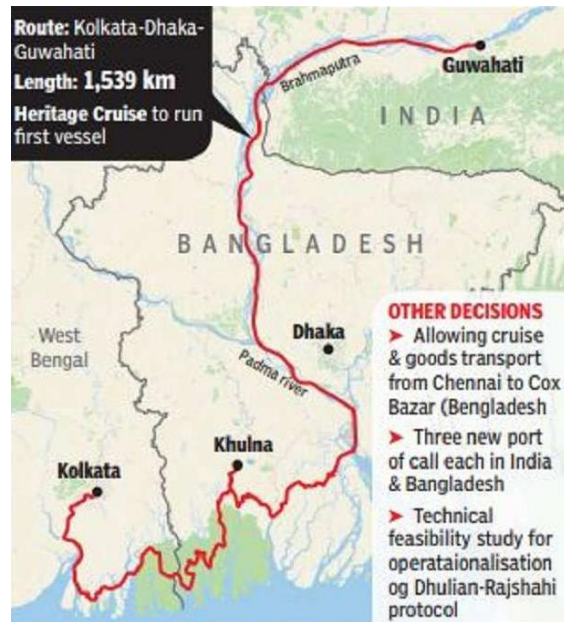 Route: Kolkata-Dhaka-
Guwahati
Length: 1,539 km
Heritage Cruise to run
first vessel
Brahmaputra
Guwahati
INDIA
BANGLADESH
West
Bengal
Dhaka
Padma river
Khulna
Kolkata
OTHER DECISIONS
➤ Allowing cruise
& goods transport
from Chennai to Cox
Bazar (Bengladesh
➤ Three new port
of call each in India
& Bangladesh
➤ Technical
feasibility study for
operataionalisation
og Dhulian-Rajshahi
protocol